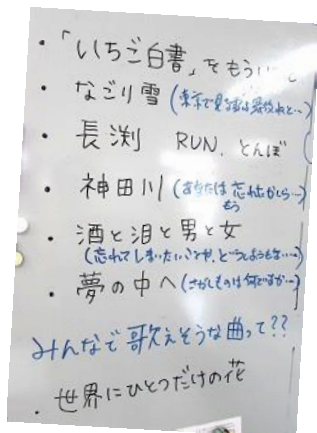 ・「いちご白書」をもう
・なごり雪(東京で見る雪は最後ねと…)
・長渕 RUN、とんぼ
・神田川(あなたは もう 忘れたかしら…)
・酒と泪と男と女
(忘れてしまいたいことが、どうしようもない…)
・夢の中へ(さがしものは何ですか…)
みんなで歌えそうな曲って??
・世界にひとつだけの花